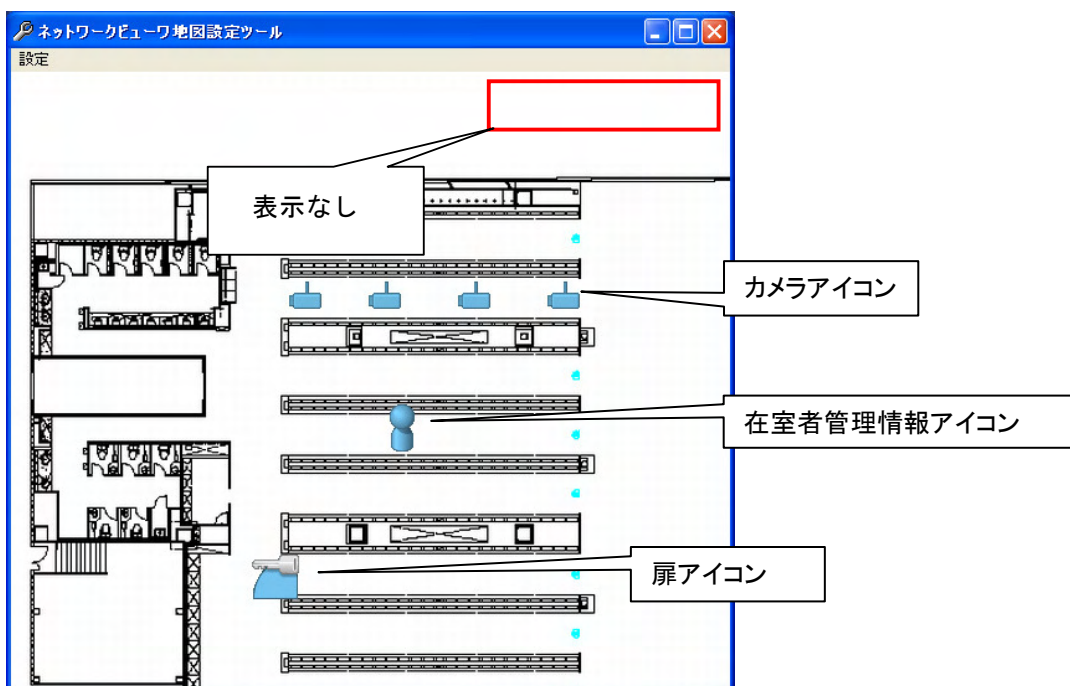 ネットワークビューワ地図設定ツール
設定
表示なし
カメラアイコン
在室者管理情報アイコン
扉アイコン